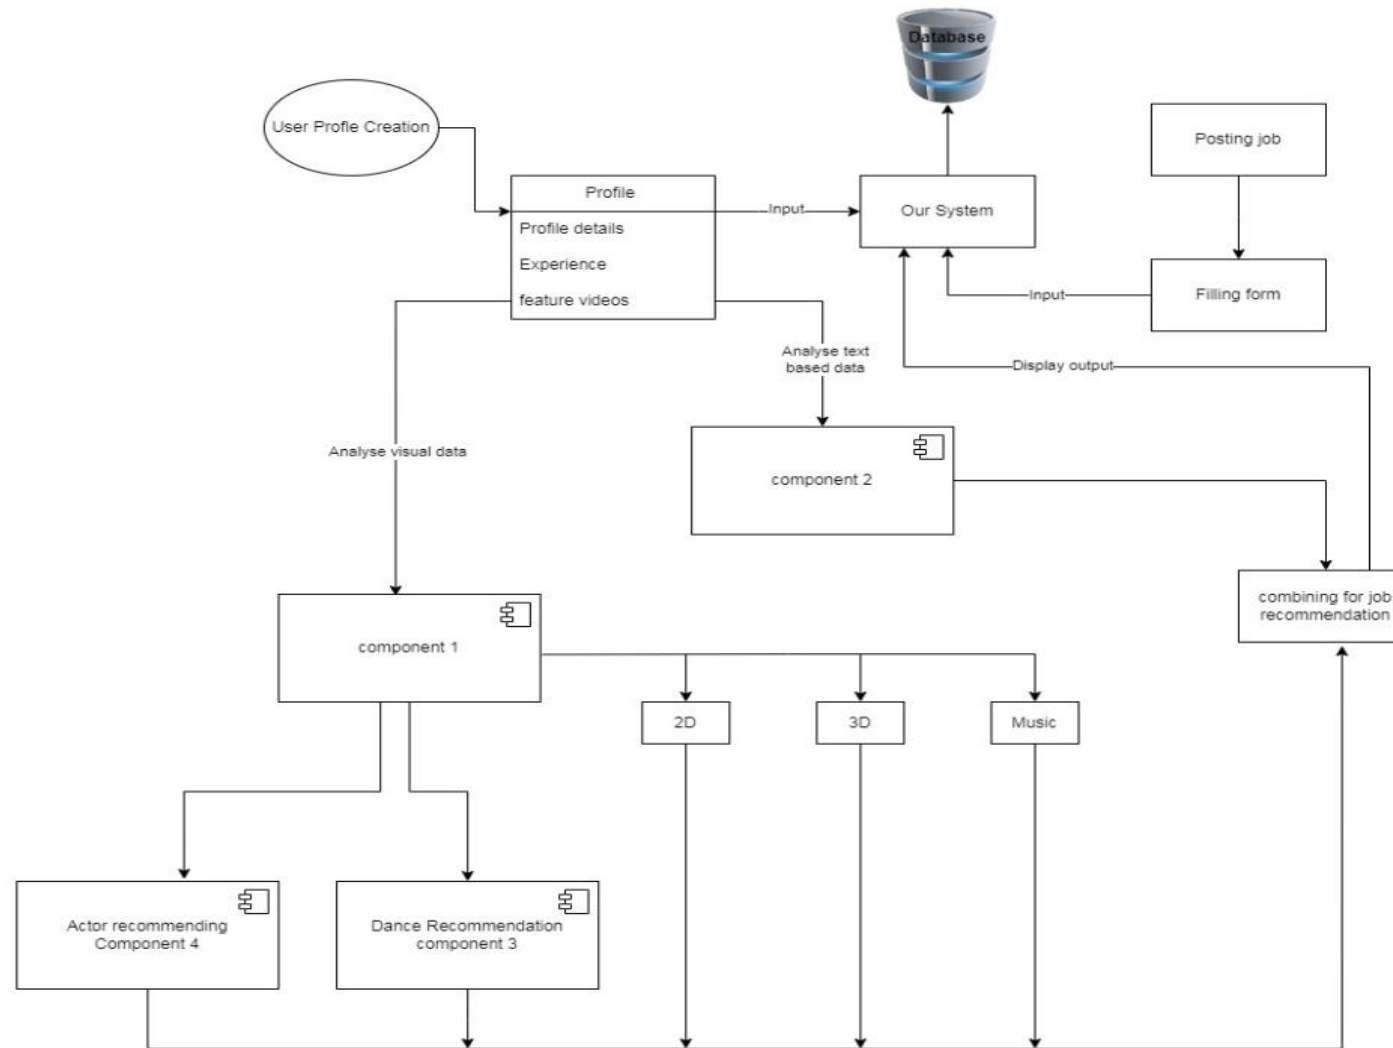 Database
User Profle Creation
Posting job
Profile
Input
Our System
Profile details
Experience
feature videos
Input
Filling form
Analyse text
based data
Display output
Analyse visual data
component 2
combining for job
recommendation
component 1
2D
3D
Music
Actor recommending
Component 4
Dance Recommendation
component 3